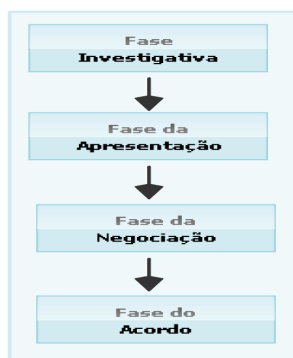 Fase
Investigativa
Fase da
Apresentação
Fase da
Negociação
Fase do
Acordo